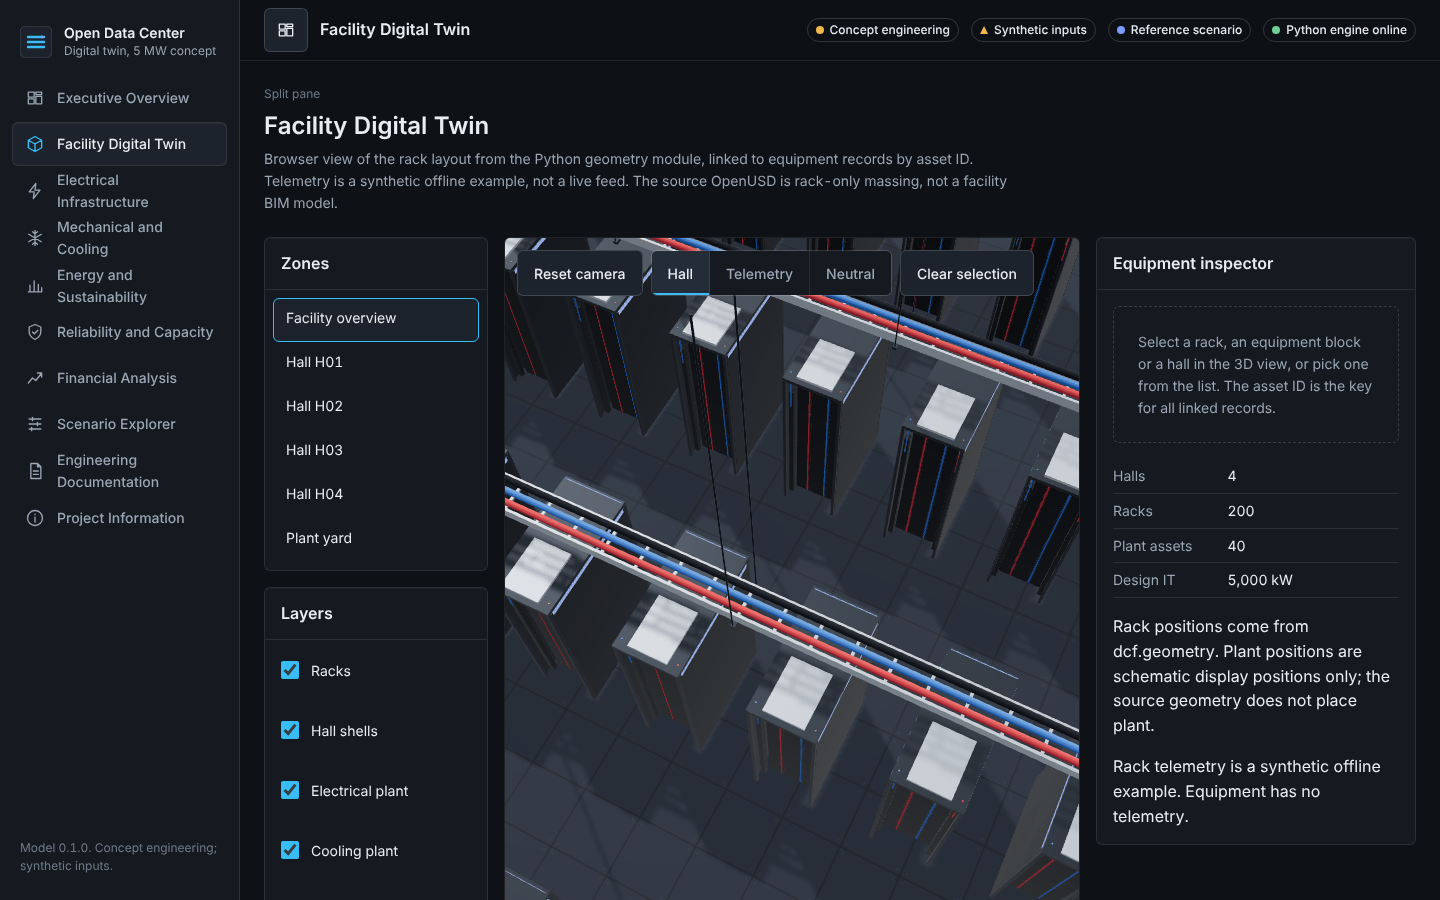 Open Data Center
Digital twin, 5 MW concept
Executive Overview
Facility Digital Twin
Electrical
Infrastructure
Mechanical and
Cooling
Energy and
Sustainability
Reliability and Capacity
Financial Analysis
Scenario Explorer
Engineering
Documentation
Project Information
Model 0.1.0. Concept engineering;
synthetic inputs.
Facility Digital Twin
Concept engineering
Synthetic inputs
Reference scenario
Python engine online
Split pane
Facility Digital Twin
Browser view of the rack layout from the Python geometry module, linked to equipment records by asset ID.
Telemetry is a synthetic offline example, not a live feed. The source OpenUSD is rack-only massing, not a facility
BIM model.
Zones
Facility overview
Hall H01
Hall H02
Hall H03
Hall H04
Plant yard
Layers
Racks
Hall shells
Electrical plant
Cooling plant
Reset camera
Hall
Telemetry
Neutral
Clear selection
Equipment inspector
Select a rack, an equipment block
or a hall in the 3D view, or pick one
from the list. The asset ID is the key
for all linked records.
Halls 4
Racks 200
Plant assets 40
Design IT 5,000 kW
Rack positions come from
dcf.geometry. Plant positions are
schematic display positions only; the
source geometry does not place
plant.
Rack telemetry is a synthetic offline
example. Equipment has no
telemetry.